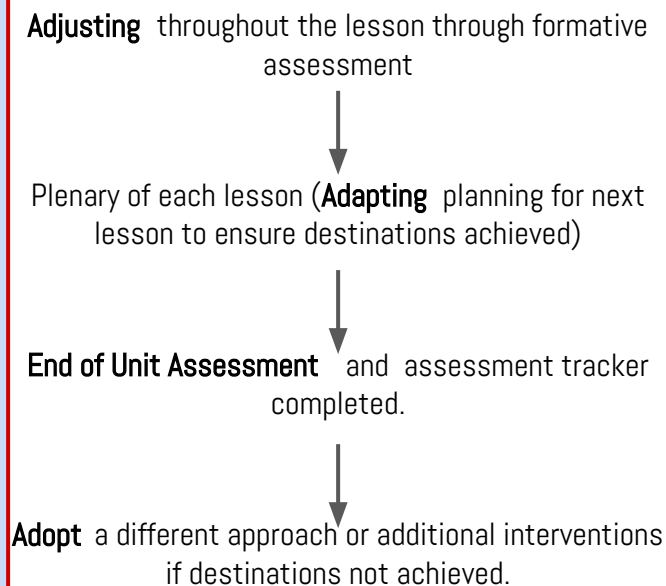 Adjusting throughout the lesson through formative
assessment
Plenary of each lesson (Adapting planning for next
lesson to ensure destinations achieved)
End of Unit Assessment and assessment tracker
completed.
Adopt a different approach or additional interventions
if destinations not achieved.